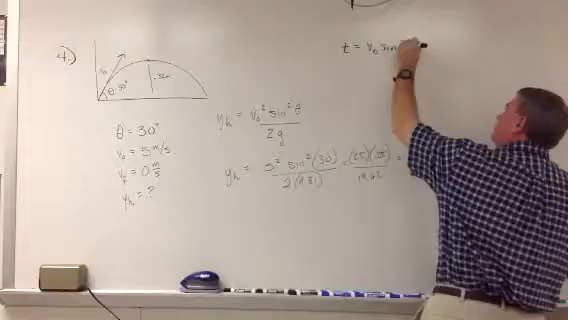 4.)
θ = 30°
.32m
θ = 30°
v₀ = 5 m/s
v_f = 0 m/s
y_h = ?
y_h = v₀² sin² θ / 2g
y_h = 5² sin² (30) / 2(9.81) = (25)(.25) / 19.62 =
t = v₀ sin